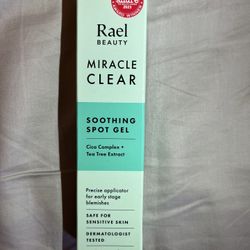 2023
Rael
BEAUTY
MIRACLE
CLEAR
SOOTHING
SPOT GEL
Cica Complex +
Tea Tree Extract
Precise applicator
for early stage
blemishes
SAFE FOR
SENSITIVE SKIN
DERMATOLOGIST
TESTED